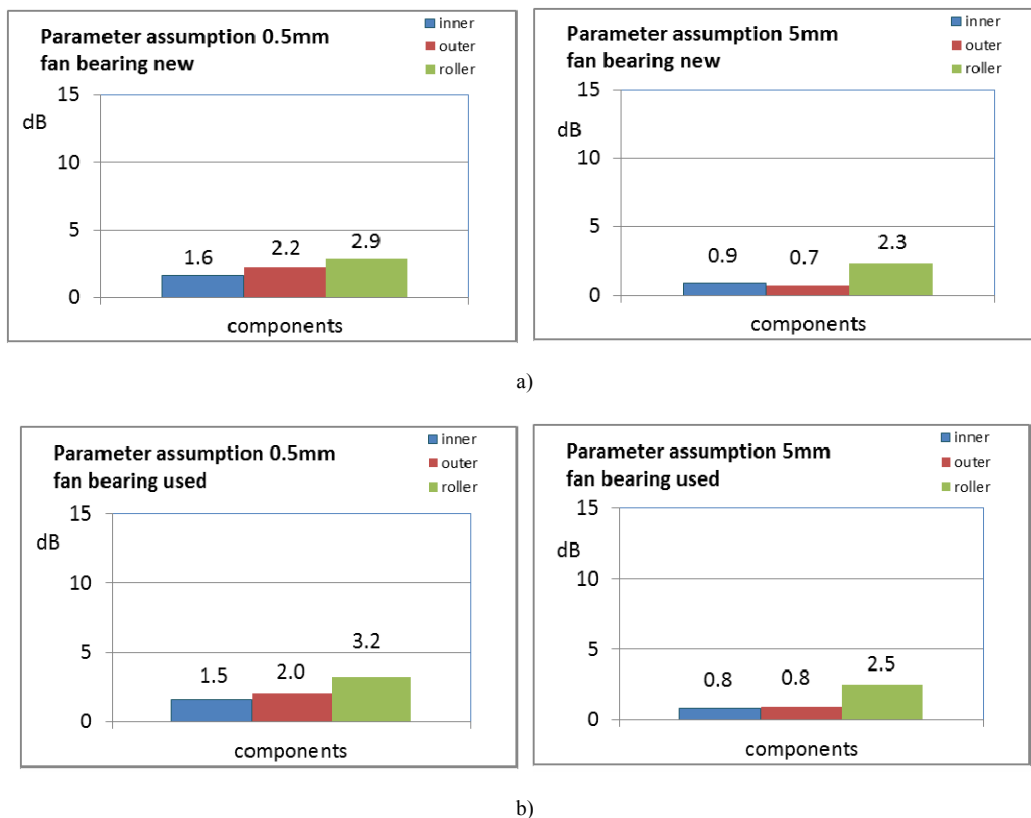 Parameter assumption 0.5mm
fan bearing new
inner
outer
roller
15
dB
10
5
0
1.6
2.2
2.9
components
Parameter assumption 5mm
fan bearing new
inner
outer
roller
15
dB
10
5
0
0.9
0.7
2.3
components
a)
Parameter assumption 0.5mm
fan bearing used
inner
outer
roller
15
dB
10
5
0
1.5
2.0
3.2
components
Parameter assumption 5mm
fan bearing used
inner
outer
roller
15
dB
10
5
0
0.8
0.8
2.5
components
b)